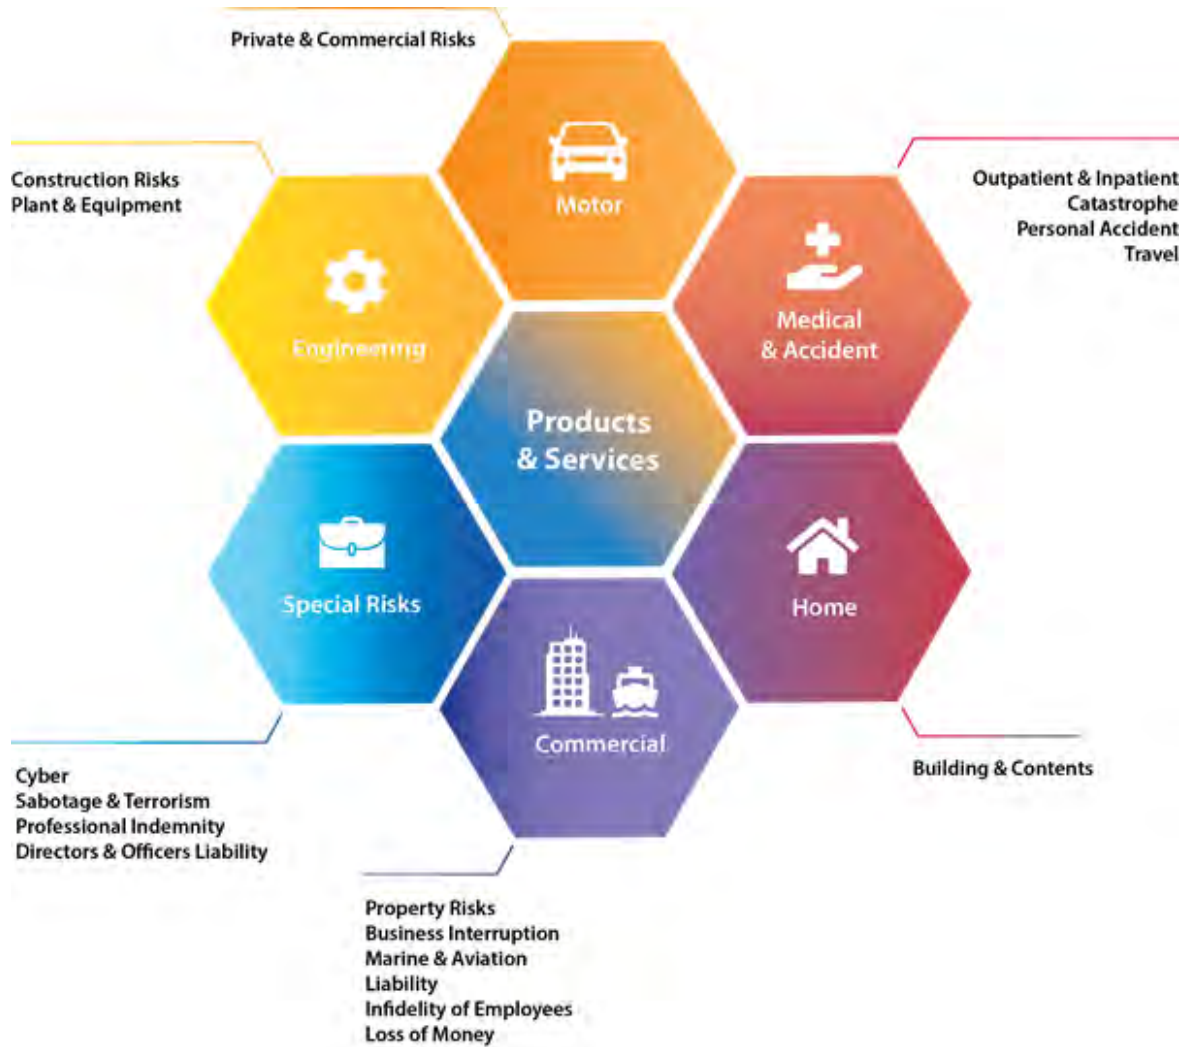 Private & Commercial Risks
Motor
Construction Risks
Plant & Equipment
Engineering
Outpatient & Inpatient
Catastrophe
Personal Accident
Travel
Medical
& Accident
Products
& Services
Special Risks
Cyber
Sabotage & Terrorism
Professional Indemnity
Directors & Officers Liability
Home
Building & Contents
Commercial
Property Risks
Business Interruption
Marine & Aviation
Liability
Infidelity of Employees
Loss of Money